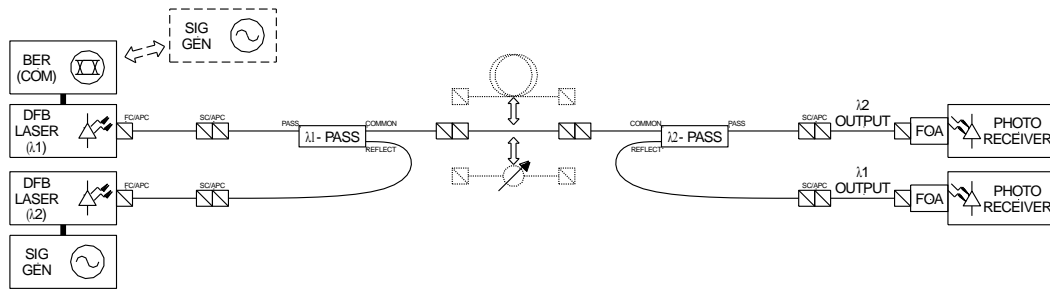 SIG
GEN
BER
(COM)
DFB
LASER
(λ1)
FC/APC
SC/APC
PASS
λ1- PASS
COMMON
REFLECT
COMMON
REFLECT
λ2- PASS
PASS
SC/APC
λ2
OUTPUT
FOA
PHOTO
RECEIVER
DFB
LASER
(λ2)
FC/APC
SC/APC
SC/APC
λ1
OUTPUT
FOA
PHOTO
RECEIVER
SIG
GEN